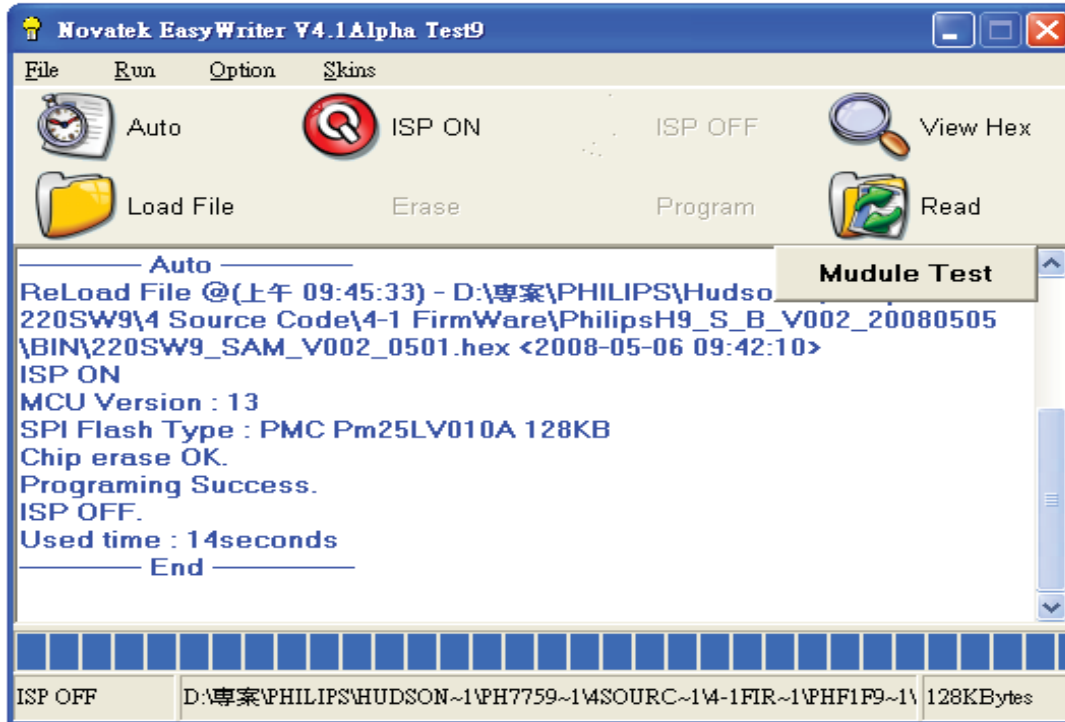 Novatek EasyWriter V4.1Alpha Test9
File Run Option Skins
Auto ISP ON ISP OFF View Hex
Load File Erase Program Read
Mudule Test
Auto
ReLoad File @(上午 09:45:33) - D:\專案\PHILIPS\Hudso
220SW9\4 Source Code\4-1 FirmWare\PhilipsH9_S_B_V002_20080505
\BIN\220SW9_SAM_V002_0501.hex <2008-05-06 09:42:10>
ISP ON
MCU Version : 13
SPI Flash Type : PMC Pm25LV010A 128KB
Chip erase OK.
Programing Success.
ISP OFF.
Used time : 14seconds
End
ISP OFF D:\專案\PHILIPS\HUDSON~1\PH7759~1\4SOURC~1\4-1FIR~1\PHF1F9~1\ 128KBytes